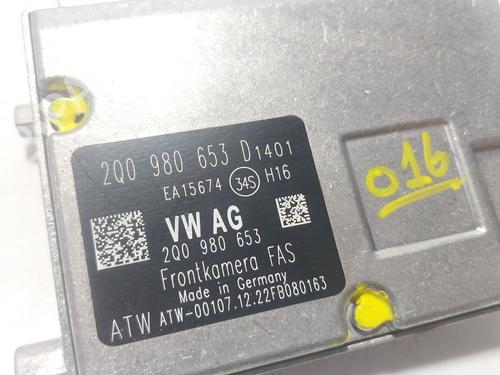 2Q0 980 653 D1401
EA15674 34S H16
VW AG
2Q0 980 653
Frontkamera FAS
Made in Germany
ATW ATW-00107.12.22FB080163
016